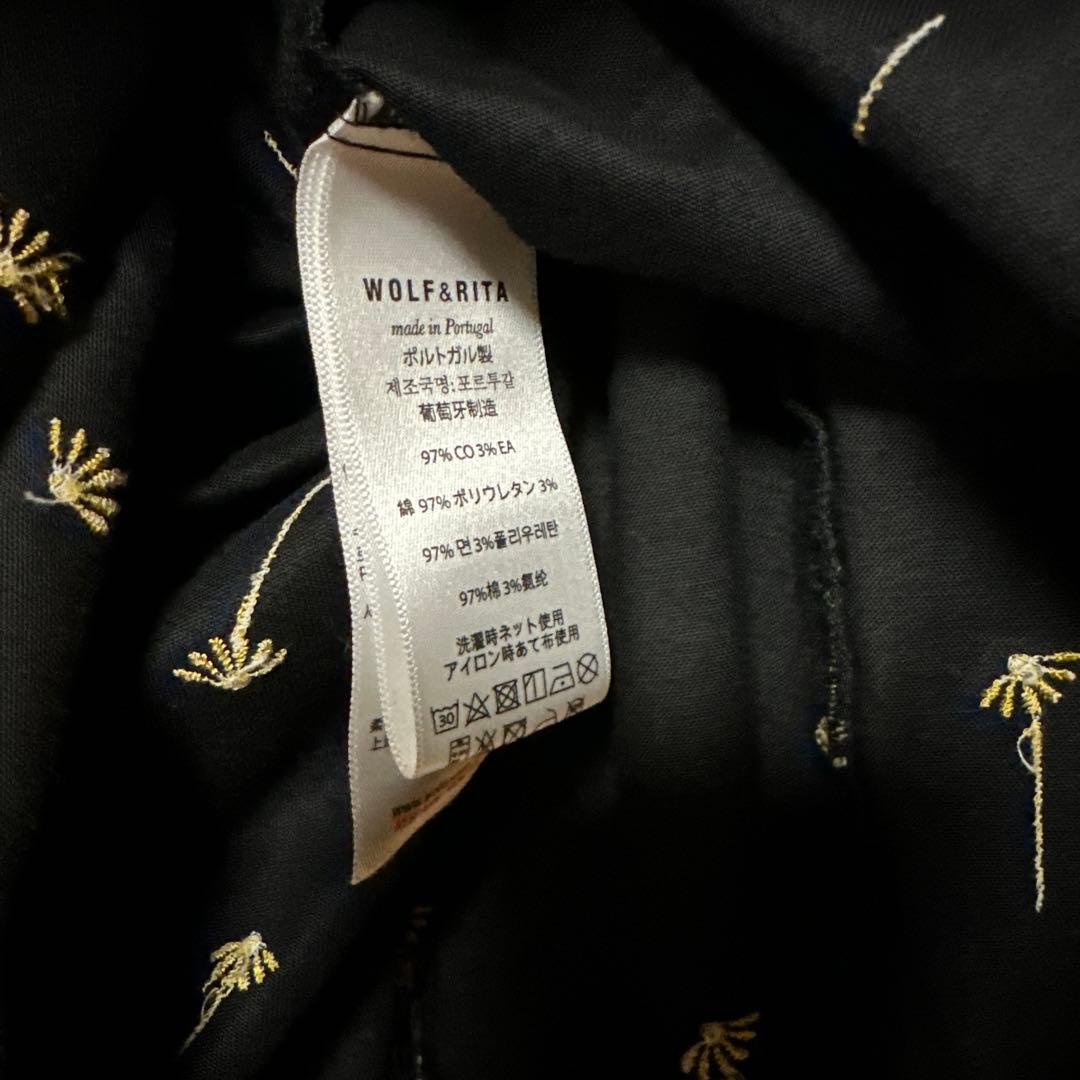 WOLF&RITA
made in Portugal
ポルトガル製
제조국명:포르투갈
葡萄牙制造
97% CO 3% EA
綿 97% ポリウレタン 3%
97% 면 3%폴리우레탄
97%棉 3%氨纶
洗濯時ネット使用
アイロン時あて布使用
30